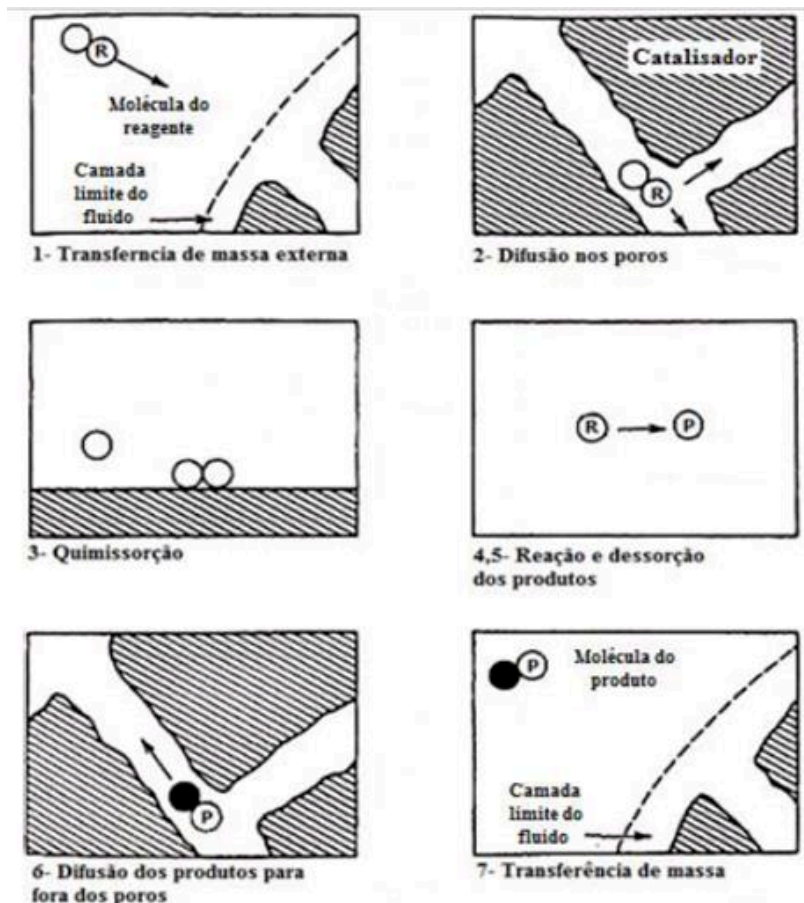 R
Molécula do
reagente
Camada
limite do
fluido
1- Transferncia de massa externa
Catalisador
R
2- Difusão nos poros
3- Quimissorção
R
P
4,5- Reação e dessorção
dos produtos
P
6- Difusão dos produtos para
fora dos poros
P
Molécula do
produto
Camada
limite do
fluido
7- Transferência de massa